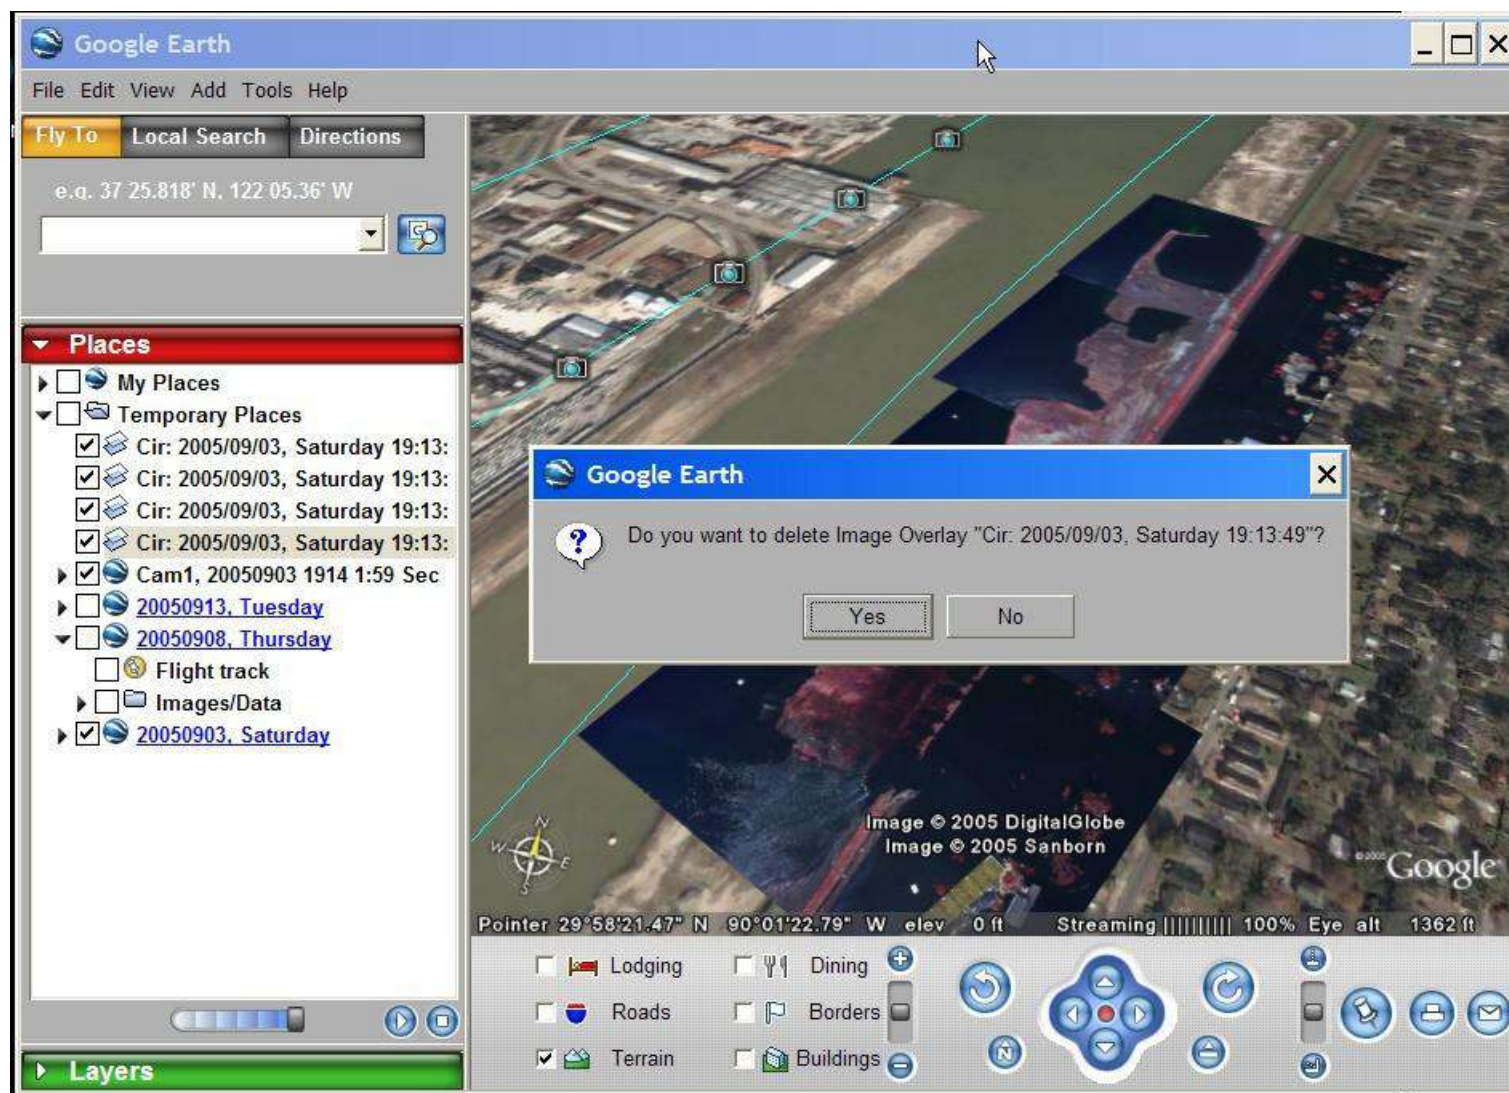 Google Earth
File Edit View Add Tools Help
Fly To Local Search Directions
e.g. 37 25.818' N, 122 05.36' W
Places
My Places
Temporary Places
Cir: 2005/09/03, Saturday 19:13:
Cir: 2005/09/03, Saturday 19:13:
Cir: 2005/09/03, Saturday 19:13:
Cir: 2005/09/03, Saturday 19:13:
Cam1, 20050903 1914 1:59 Sec
20050913, Tuesday
20050908, Thursday
Flight track
Images/Data
20050903, Saturday
Layers
Google Earth
Do you want to delete Image Overlay "Cir: 2005/09/03, Saturday 19:13:49"?
Yes No
Image © 2005 DigitalGlobe
Image © 2005 Sanborn
N
W E
S
©2005 Google
Pointer 29°58'21.47" N 90°01'22.79" W elev 0 ft Streaming |||||||||| 100% Eye alt 1362 ft
Lodging Dining
Roads Borders
Terrain Buildings
N